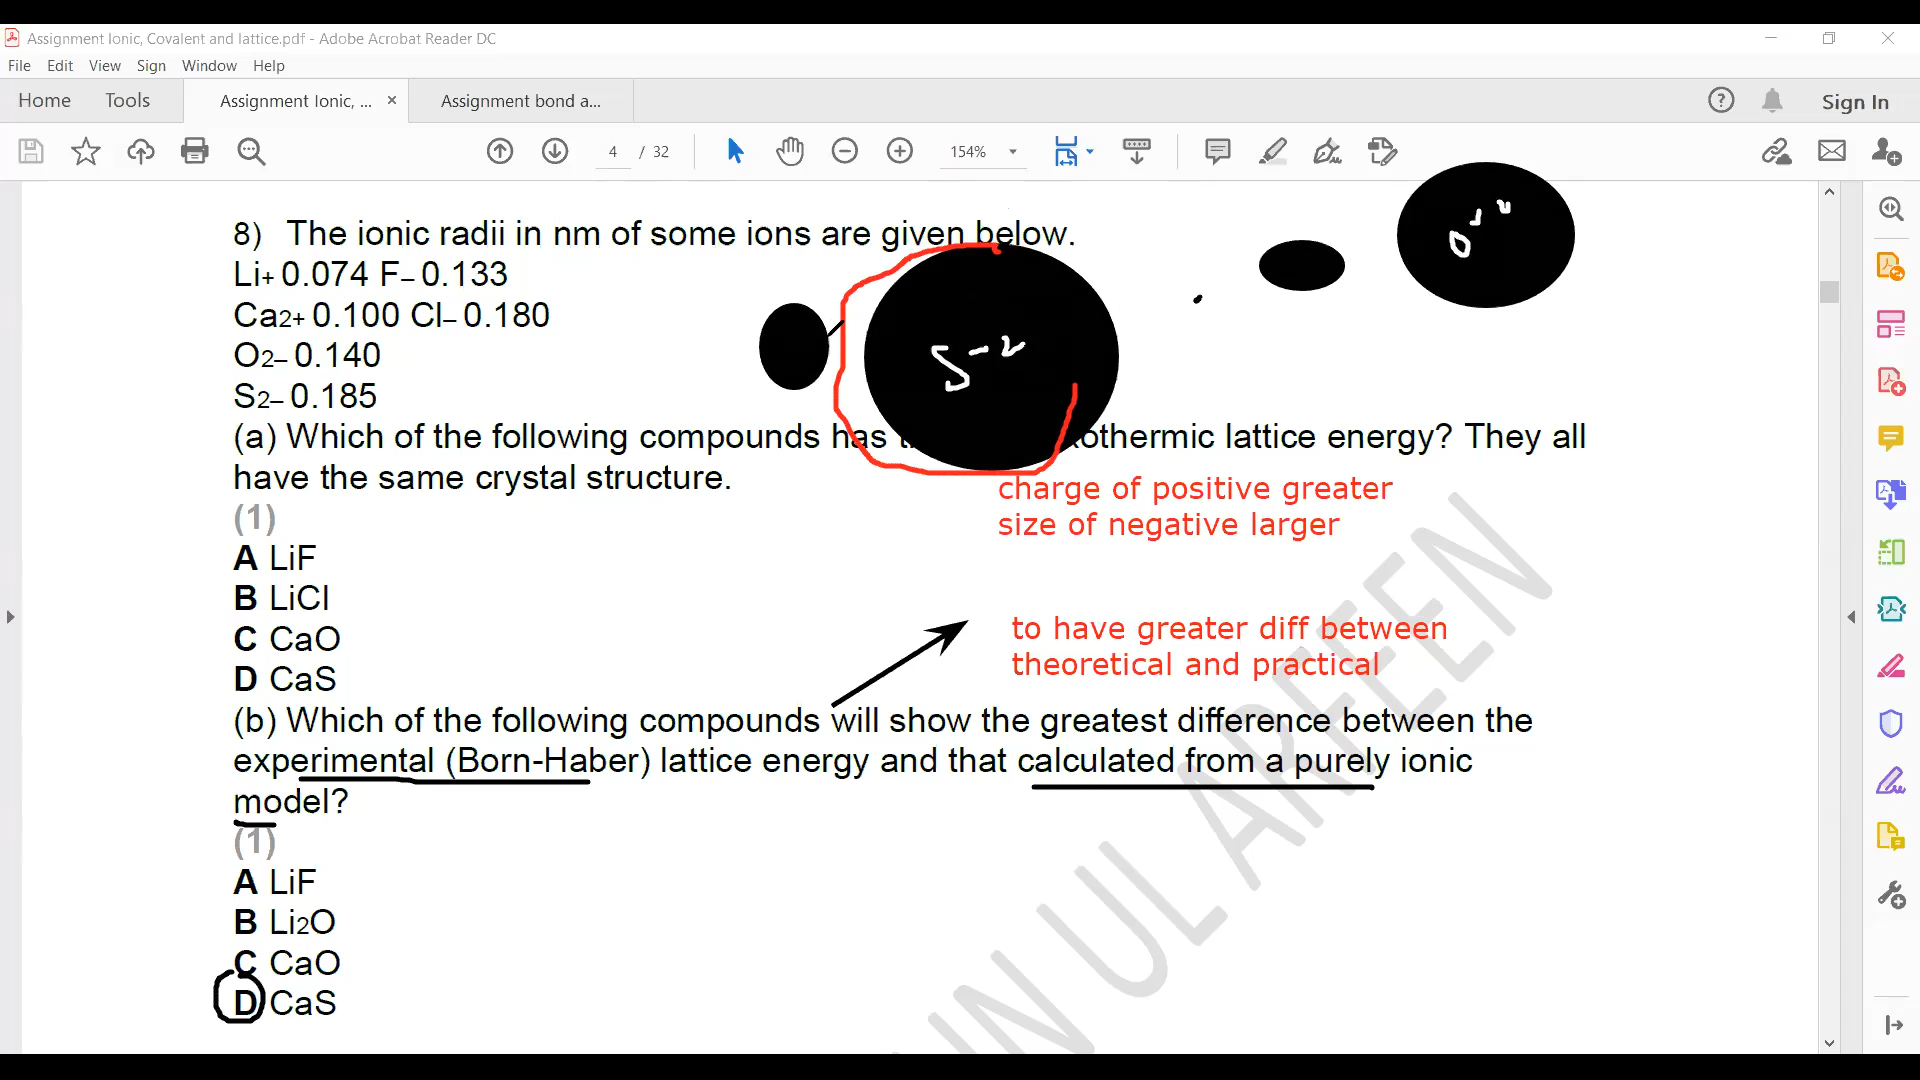 Assignment Ionic, Covalent and lattice.pdf - Adobe Acrobat Reader DC
File Edit View Sign Window Help
Home Tools Assignment Ionic, ... × Assignment bond a... Sign In
4 / 32 154%
8) The ionic radii in nm of some ions are given below.
Li+ 0.074 F– 0.133
Ca2+ 0.100 Cl– 0.180
O2– 0.140
S2– 0.185
S-2
O
(a) Which of the following compounds has exothermic lattice energy? They all
have the same crystal structure.
charge of positive greater
size of negative larger
(1)
A LiF
B LiCl
C CaO
D CaS
to have greater diff between
theoretical and practical
(b) Which of the following compounds will show the greatest difference between the
experimental (Born-Haber) lattice energy and that calculated from a purely ionic
model?
(1)
A LiF
B Li2O
C CaO
D CaS
UL ARFEEN